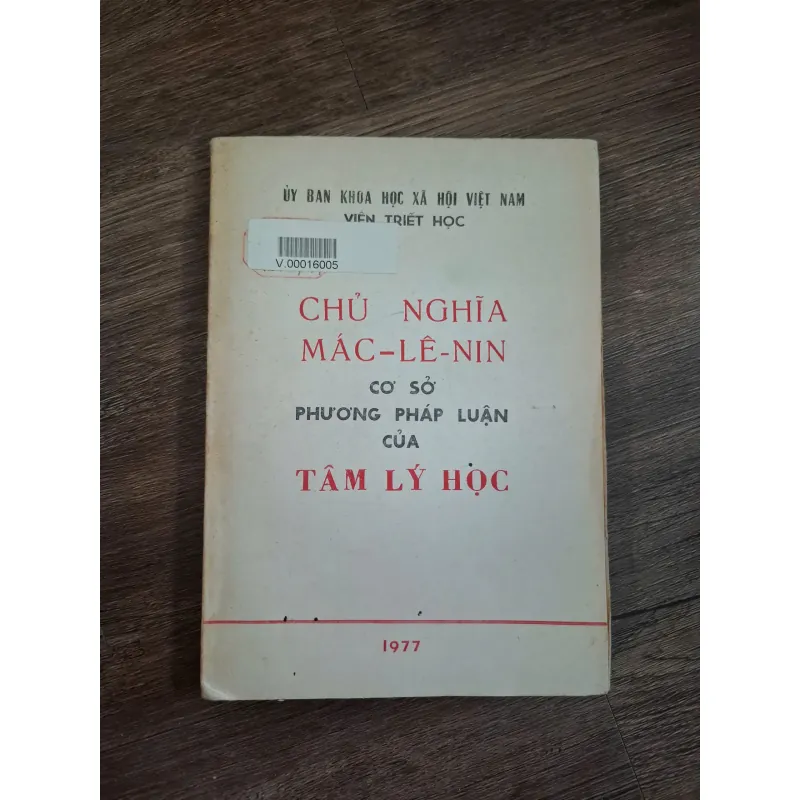 ỦY BAN KHOA HỌC XÃ HỘI VIỆT NAM
VIỆN TRIẾT HỌC
V.00016005
CHỦ NGHĨA
MÁC-LÊ-NIN
CƠ SỞ
PHƯƠNG PHÁP LUẬN
CỦA
TÂM LÝ HỌC
1977